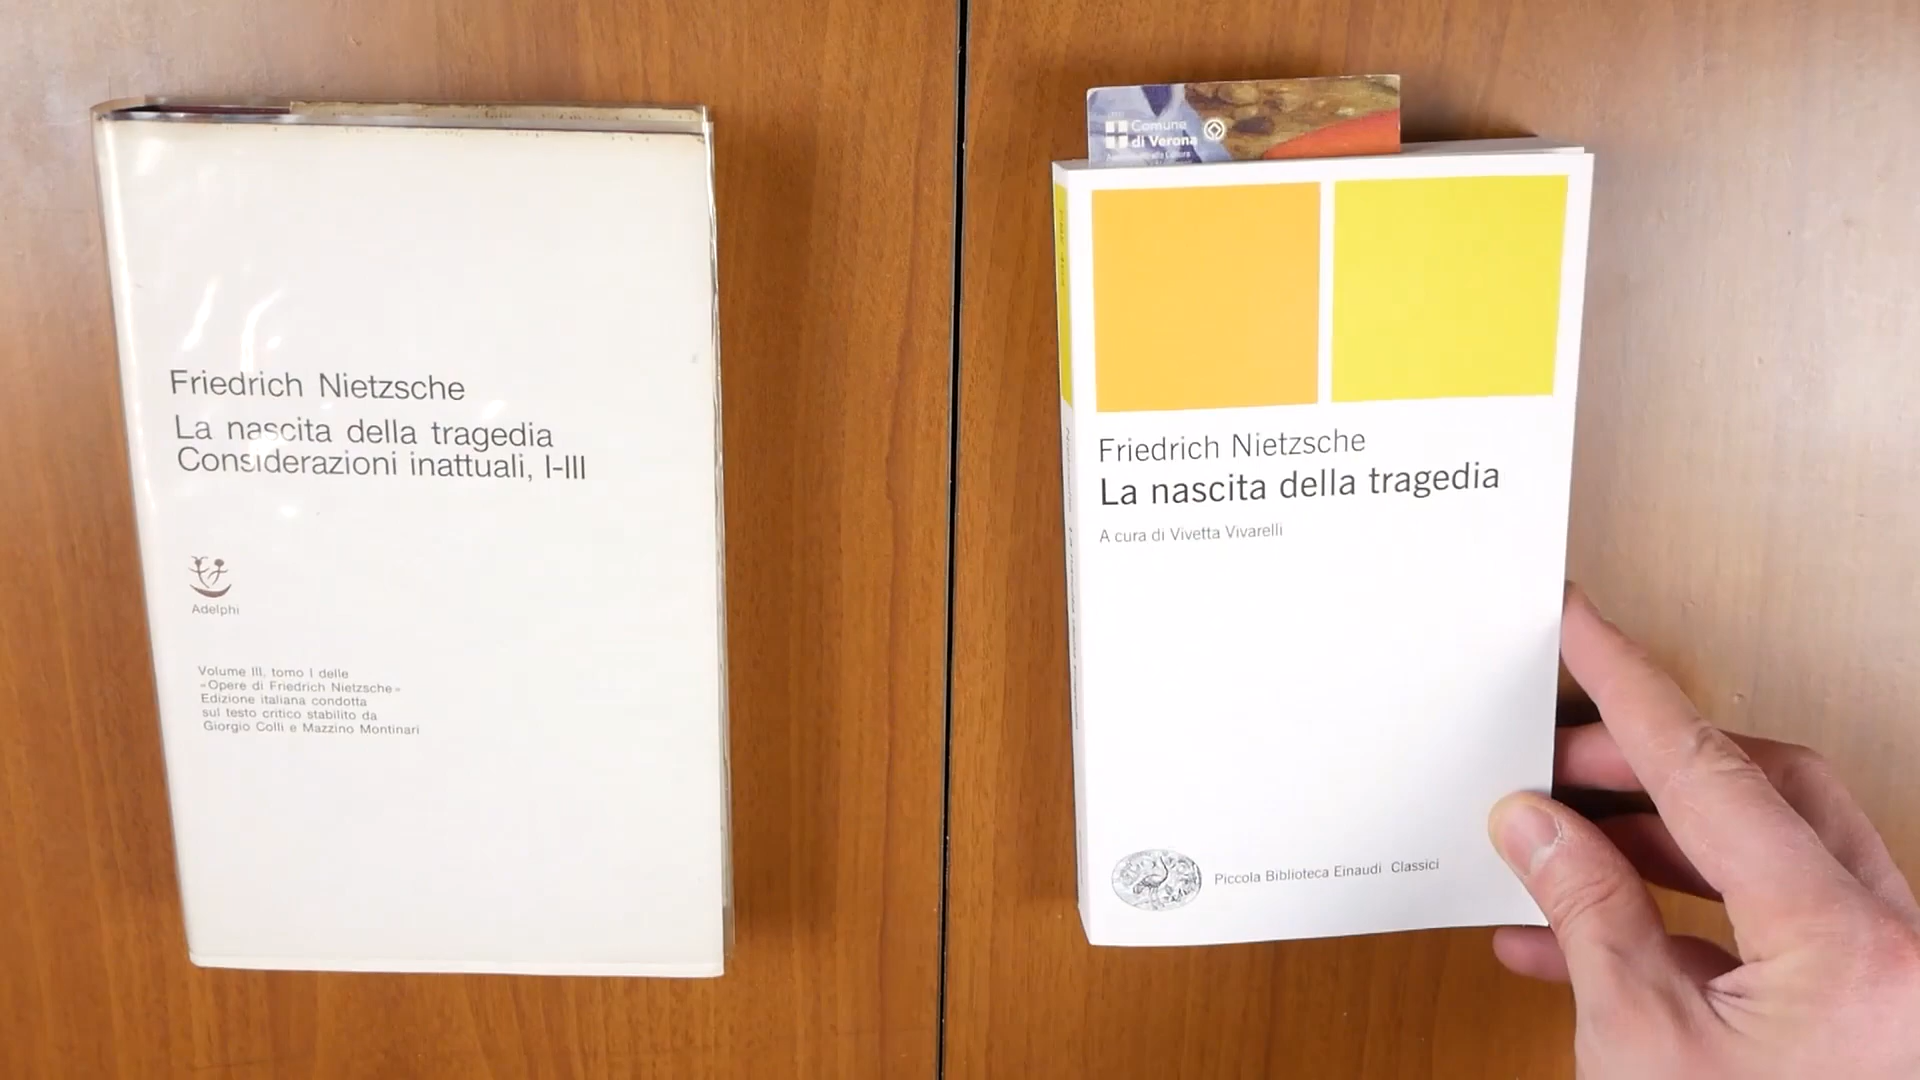 Friedrich Nietzsche
La nascita della tragedia
Considerazioni inattuali, I-III
Adelphi
Volume III, tomo I delle
«Opere di Friedrich Nietzsche»
Edizione italiana condotta
sul testo critico stabilito da
Giorgio Colli e Mazzino Montinari
Comune
di Verona
Friedrich Nietzsche
La nascita della tragedia
A cura di Vivetta Vivarelli
Piccola Biblioteca Einaudi Classici